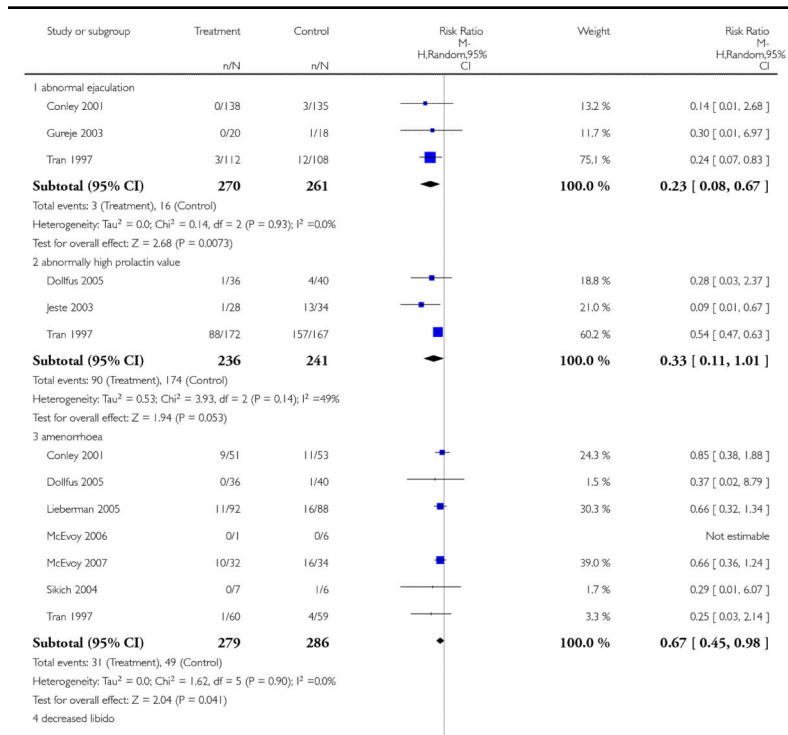 Study or subgroup Treatment Control Risk Ratio Weight Risk Ratio
M- M-
H,Random,95% H,Random,95%
n/N n/N CI CI
1 abnormal ejaculation
Conley 2001 0/138 3/135 13.2 % 0.14 [ 0.01, 2.68 ]
Gureje 2003 0/20 1/18 11.7 % 0.30 [ 0.01, 6.97 ]
Tran 1997 3/112 12/108 75.1 % 0.24 [ 0.07, 0.83 ]
Subtotal (95% CI) 270 261 100.0 % 0.23 [ 0.08, 0.67 ]
Total events: 3 (Treatment), 16 (Control)
Heterogeneity: Tau² = 0.0; Chi² = 0.14, df = 2 (P = 0.93); I² =0.0%
Test for overall effect: Z = 2.68 (P = 0.0073)
2 abnormally high prolactin value
Dollfus 2005 1/36 4/40 18.8 % 0.28 [ 0.03, 2.37 ]
Jeste 2003 1/28 13/34 21.0 % 0.09 [ 0.01, 0.67 ]
Tran 1997 88/172 157/167 60.2 % 0.54 [ 0.47, 0.63 ]
Subtotal (95% CI) 236 241 100.0 % 0.33 [ 0.11, 1.01 ]
Total events: 90 (Treatment), 174 (Control)
Heterogeneity: Tau² = 0.53; Chi² = 3.93, df = 2 (P = 0.14); I² =49%
Test for overall effect: Z = 1.94 (P = 0.053)
3 amenorrhoea
Conley 2001 9/51 11/53 24.3 % 0.85 [ 0.38, 1.88 ]
Dollfus 2005 0/36 1/40 1.5 % 0.37 [ 0.02, 8.79 ]
Lieberman 2005 11/92 16/88 30.3 % 0.66 [ 0.32, 1.34 ]
McEvoy 2006 0/1 0/6 Not estimable
McEvoy 2007 10/32 16/34 39.0 % 0.66 [ 0.36, 1.24 ]
Sikich 2004 0/7 1/6 1.7 % 0.29 [ 0.01, 6.07 ]
Tran 1997 1/60 4/59 3.3 % 0.25 [ 0.03, 2.14 ]
Subtotal (95% CI) 279 286 100.0 % 0.67 [ 0.45, 0.98 ]
Total events: 31 (Treatment), 49 (Control)
Heterogeneity: Tau² = 0.0; Chi² = 1.62, df = 5 (P = 0.90); I² =0.0%
Test for overall effect: Z = 2.04 (P = 0.041)
4 decreased libido